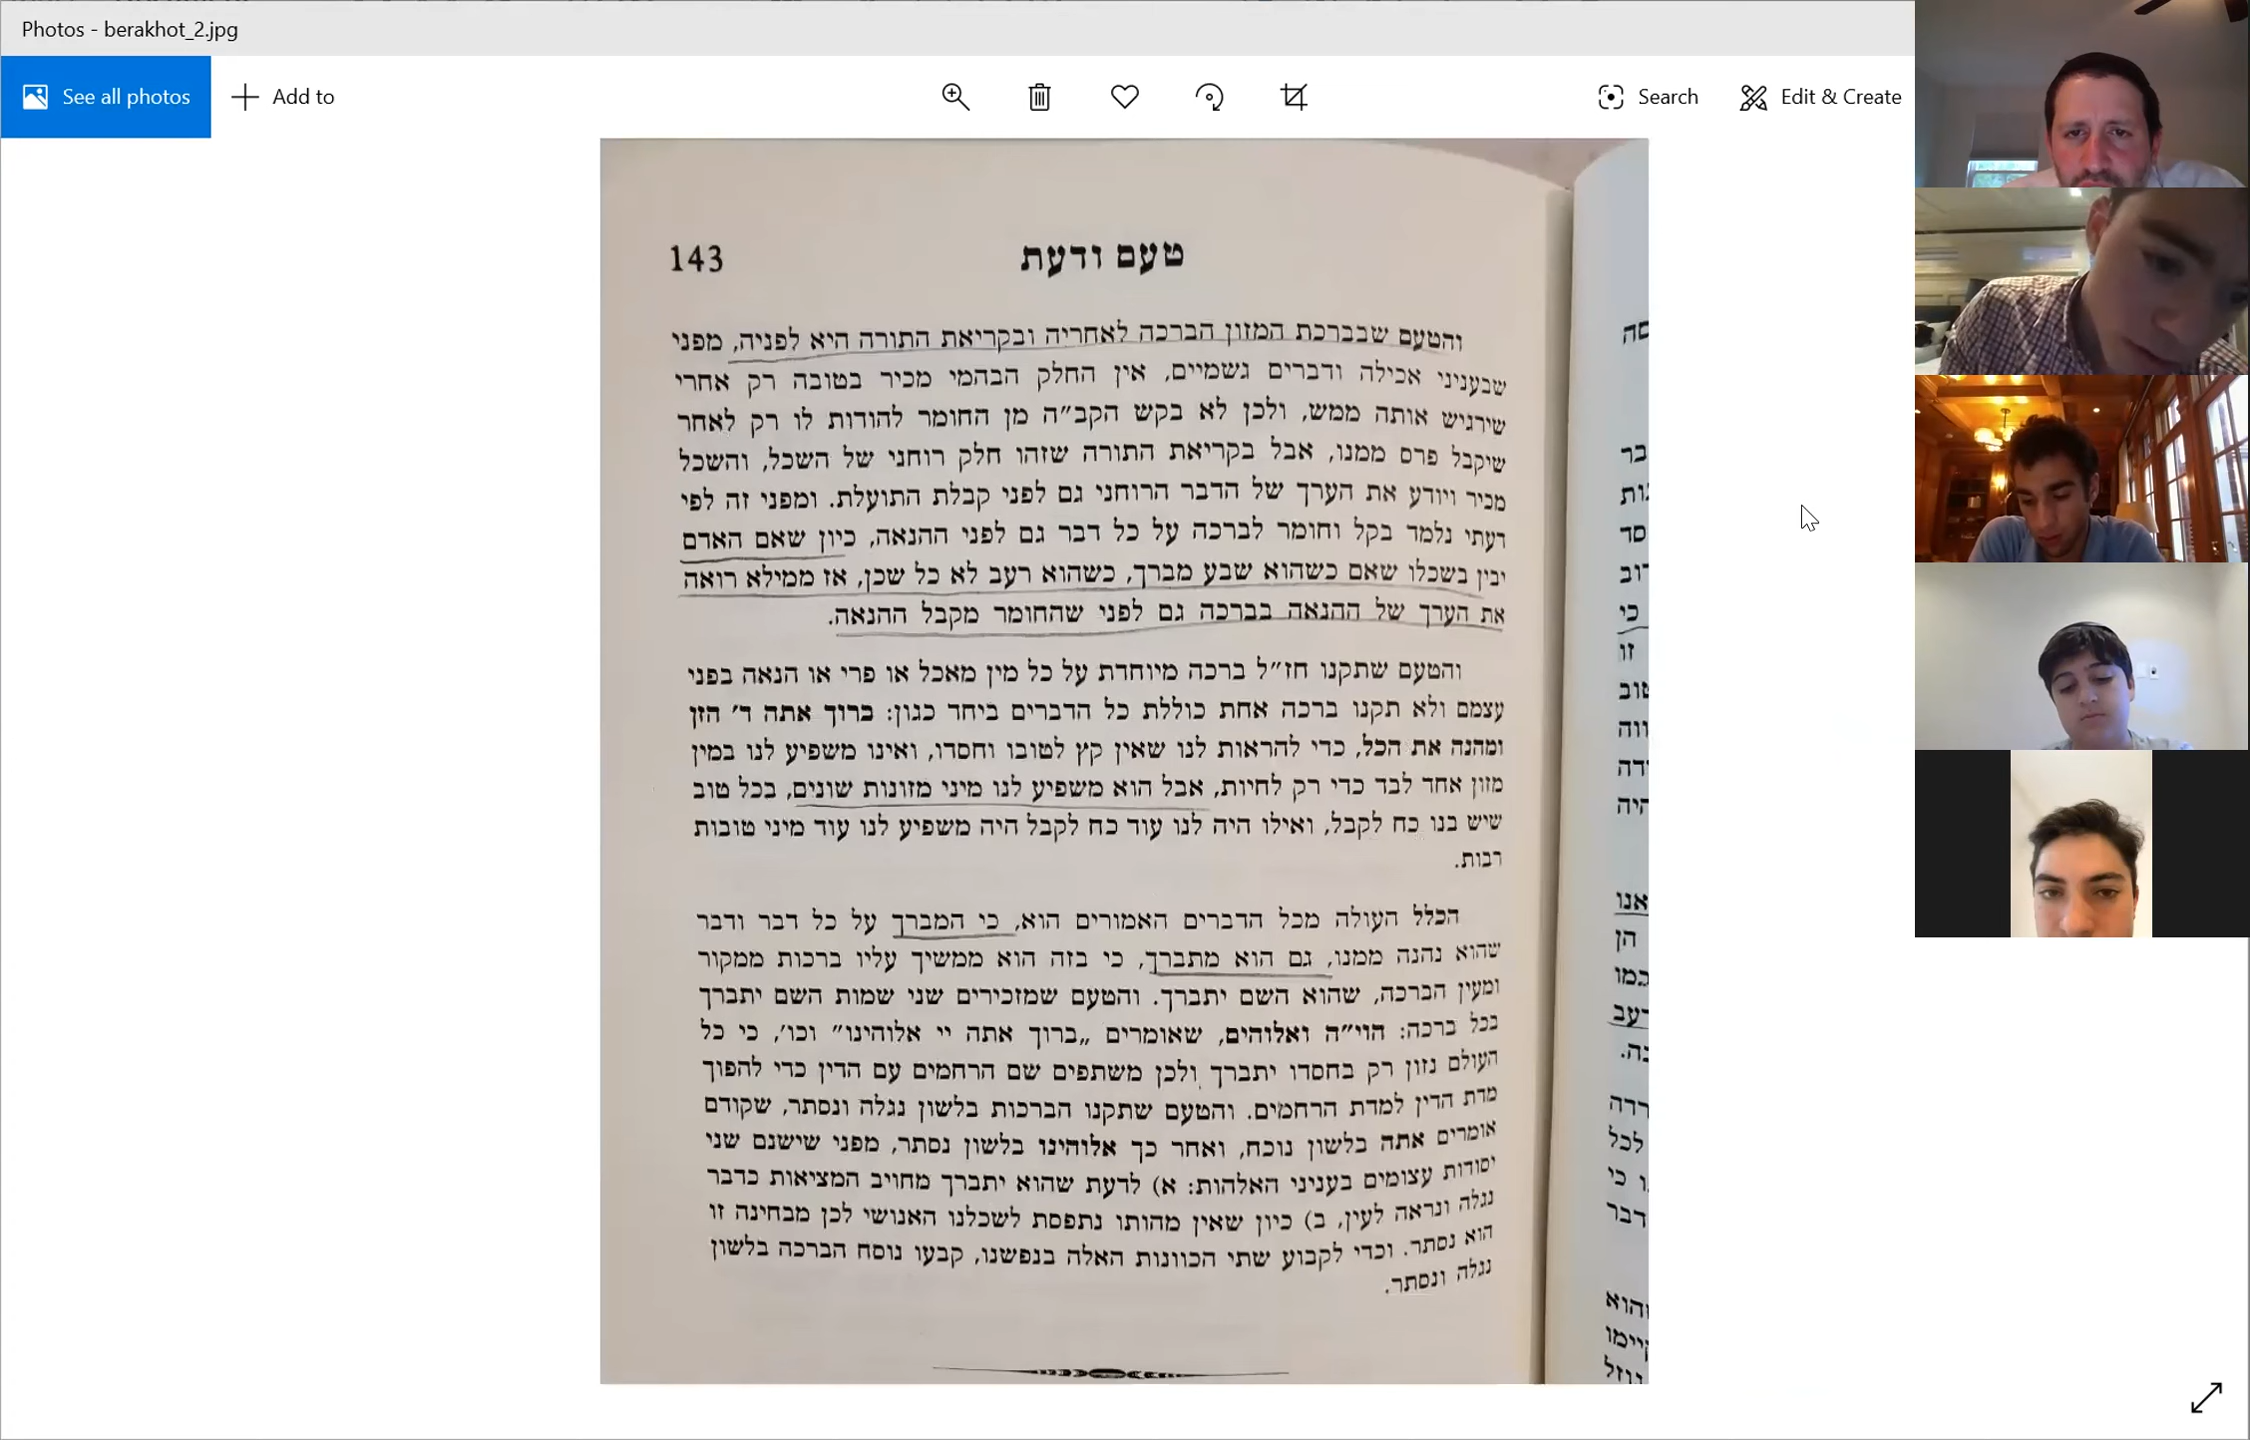 Photos - berakhot_2.jpg
See all photos
Add to
Search
Edit & Create
143
טעם ודעת
והטעם שבברכת המזון הברכה לאחריה ובקריאת התורה היא לפניה, מפני
שבעניני אכילה ודברים גשמיים, אין החלק הבהמי מכיר בטובה רק אחרי
שירגיש אותה ממש, ולכן לא בקש הקב״ה מן החומר להודות לו רק לאחר
שיקבל פרס ממנו, אבל בקריאת התורה שזהו חלק רוחני של השכל, והשכל
מכיר ויודע את הערך של הדבר הרוחני גם לפני קבלת התועלת. ומפני זה לפי
דעתי נלמד בקל וחומר לברכה על כל דבר גם לפני ההנאה, כיון שאם האדם
יבין בשכלו שאם כשהוא שבע מברך, כשהוא רעב לא כל שכן, אז ממילא רואה
את הערך של ההנאה בברכה גם לפני שהחומר מקבל ההנאה.
והטעם שתקנו חז״ל ברכה מיוחדת על כל מין מאכל או פרי או הנאה בפני
עצמם ולא תקנו ברכה אחת כוללת כל הדברים ביחד כגון: ברוך אתה ד׳ הזן
ומהנה את הכל, כדי להראות לנו שאין קץ לטובו וחסדו, ואינו משפיע לנו במין
מזון אחד לבד כדי רק לחיות, אבל הוא משפיע לנו מיני מזונות שונים, בכל טוב
שיש בנו כח לקבל, ואילו היה לנו עוד כח לקבל היה משפיע לנו עוד מיני טובות
רבות.
הכלל העולה מכל הדברים האמורים הוא, כי המברך על כל דבר ודבר
שהוא נהנה ממנו, גם הוא מתברך, כי בזה הוא ממשיך עליו ברכות ממקור
ומעין הברכה, שהוא השם יתברך. והטעם שמזכירים שני שמות השם יתברך
בכל ברכה: הוי״ה ואלוהים, שאומרים „ברוך אתה יי אלוהינו״ וכו׳, כי כל
העולם נזון רק בחסדו יתברך ולכן משתפים שם הרחמים עם הדין כדי להפוך
מדת הדין למדת הרחמים. והטעם שתקנו הברכות בלשון נגלה ונסתר, שקודם
אומרים אתה בלשון נוכח, ואחר כך אלוהינו בלשון נסתר, מפני שישנם שני
יסודות עצומים בעניני האלהות: א) לדעת שהוא יתברך מחויב המציאות כדבר
נגלה ונראה לעין, ב) כיון שאין מהותו נתפסת לשכלנו האנושי לכן מבחינה זו
הוא נסתר. וכדי לקבוע שתי הכוונות האלה בנפשנו, קבעו נוסח הברכה בלשון
נגלה ונסתר.